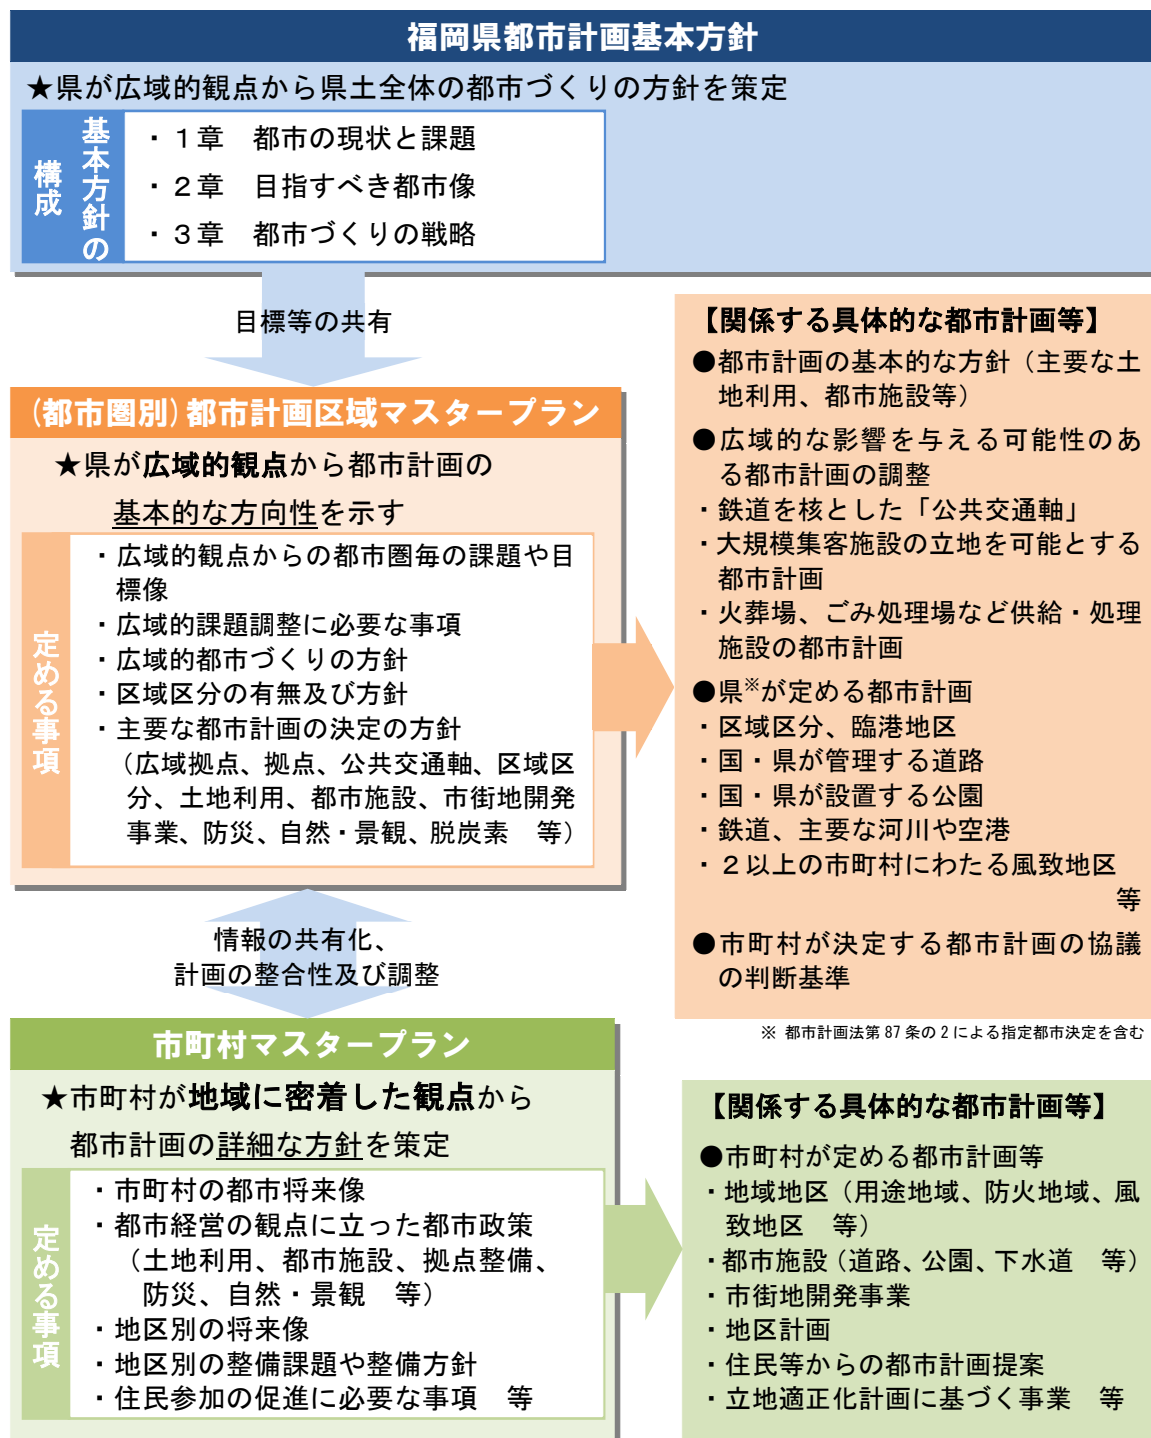 福岡県都市計画基本方針
★県が広域的観点から県土全体の都市づくりの方針を策定
基本方針の
構成
・１章　都市の現状と課題
・２章　目指すべき都市像
・３章　都市づくりの戦略
目標等の共有
(都市圏別)都市計画区域マスタープラン
★県が広域的観点から都市計画の
基本的な方向性を示す
定める事項
・広域的観点からの都市圏毎の課題や目
標像
・広域的課題調整に必要な事項
・広域的都市づくりの方針
・区域区分の有無及び方針
・主要な都市計画の決定の方針
（広域拠点、拠点、公共交通軸、区域区
分、土地利用、都市施設、市街地開発
事業、防災、自然・景観、脱炭素　等）
【関係する具体的な都市計画等】
●都市計画の基本的な方針（主要な土
地利用、都市施設等）
●広域的な影響を与える可能性のあ
る都市計画の調整
・鉄道を核とした「公共交通軸」
・大規模集客施設の立地を可能とする
都市計画
・火葬場、ごみ処理場など供給・処理
施設の都市計画
●県※が定める都市計画
・区域区分、臨港地区
・国・県が管理する道路
・国・県が設置する公園
・鉄道、主要な河川や空港
・２以上の市町村にわたる風致地区
等
●市町村が決定する都市計画の協議
の判断基準
※ 都市計画法第 87 条の 2 による指定都市決定を含む
情報の共有化、
計画の整合性及び調整
市町村マスタープラン
★市町村が地域に密着した観点から
都市計画の詳細な方針を策定
定める事項
・市町村の都市将来像
・都市経営の観点に立った都市政策
（土地利用、都市施設、拠点整備、
防災、自然・景観　等）
・地区別の将来像
・地区別の整備課題や整備方針
・住民参加の促進に必要な事項　等
【関係する具体的な都市計画等】
●市町村が定める都市計画等
・地域地区（用途地域、防火地域、風
致地区　等）
・都市施設（道路、公園、下水道　等）
・市街地開発事業
・地区計画
・住民等からの都市計画提案
・立地適正化計画に基づく事業　等